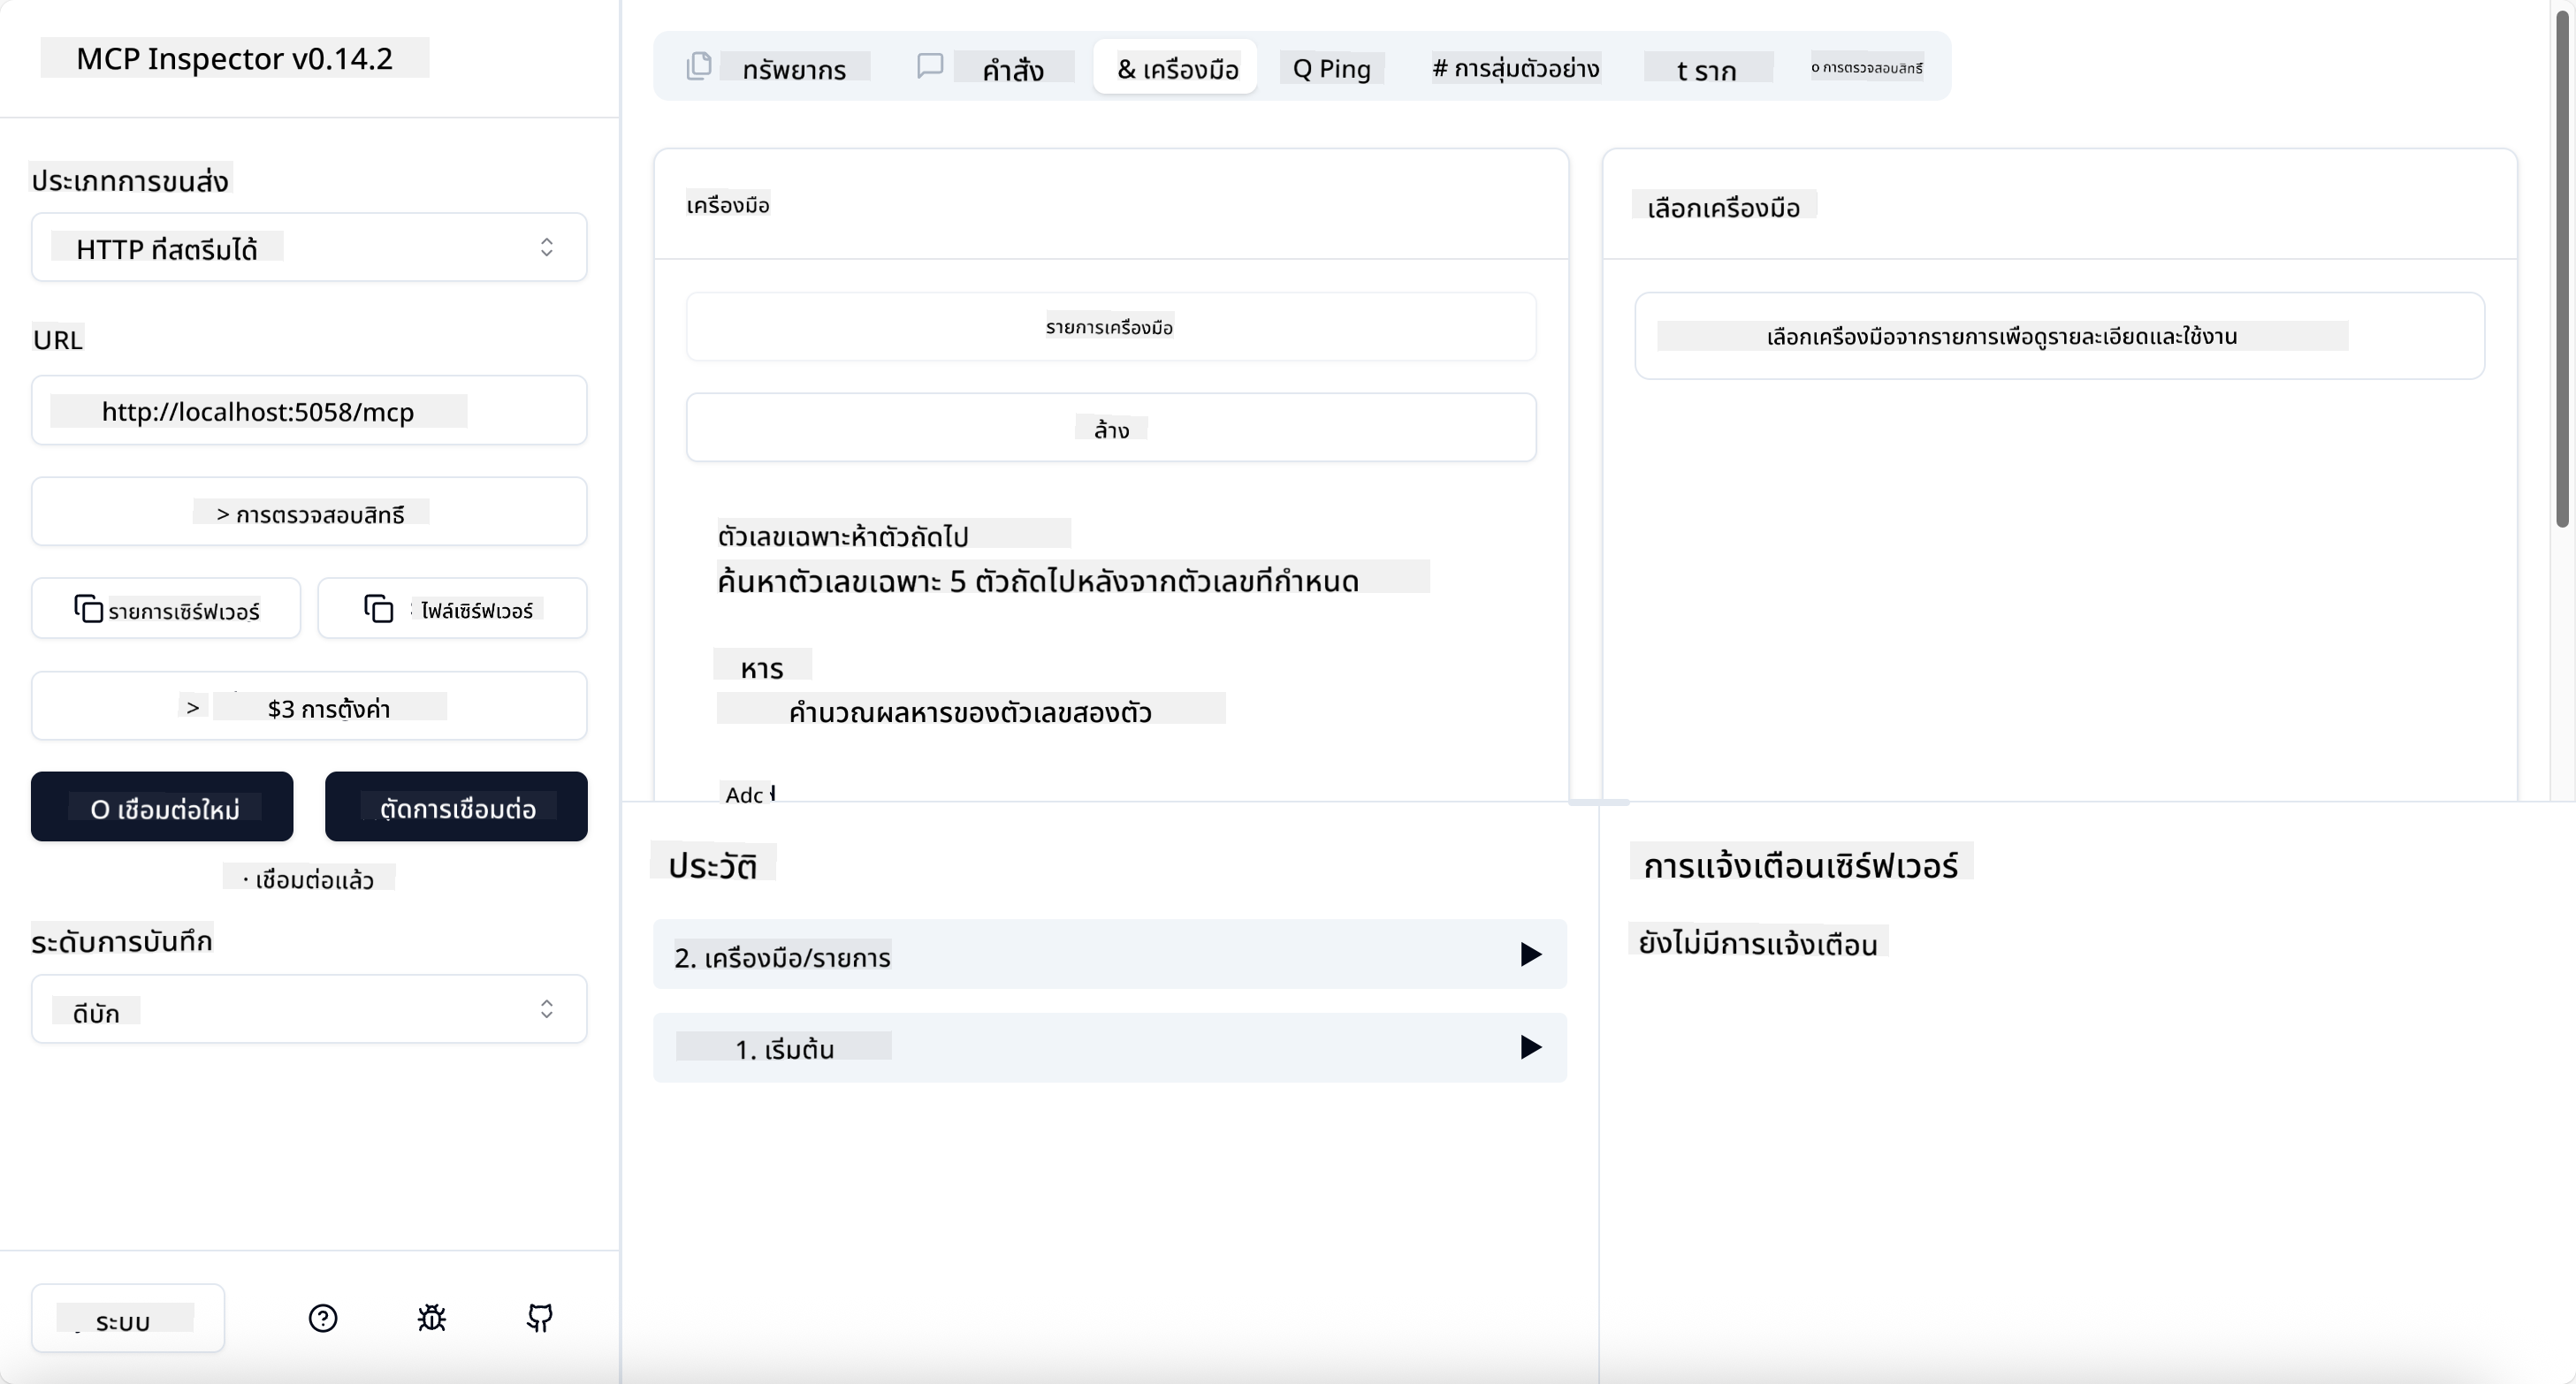 MCP Inspector v0.14.2
ประเภทการขนส่ง
HTTP ที่สตรีมได้
URL
http://localhost:5058/mcp
> การตรวจสอบสิทธิ์
รายการเซิร์ฟเวอร์
ไฟล์เซิร์ฟเวอร์
> $3 การตั้งค่า
O เชื่อมต่อใหม่
ตัดการเชื่อมต่อ
· เชื่อมต่อแล้ว
ระดับการบันทึก
ดีบัก
ระบบ
ทรัพยากร
คำสั่ง
& เครื่องมือ
Q Ping
# การสุ่มตัวอย่าง
t ราก
o การตรวจสอบสิทธิ์
เครื่องมือ
รายการเครื่องมือ
ล้าง
ตัวเลขเฉพาะห้าตัวถัดไป
ค้นหาตัวเลขเฉพาะ 5 ตัวถัดไปหลังจากตัวเลขที่กำหนด
หาร
คำนวณผลหารของตัวเลขสองตัว
Adc
เลือกเครื่องมือ
เลือกเครื่องมือจากรายการเพื่อดูรายละเอียดและใช้งาน
ประวัติ
2. เครื่องมือ/รายการ
1. เริ่มต้น
การแจ้งเตือนเซิร์ฟเวอร์
ยังไม่มีการแจ้งเตือน